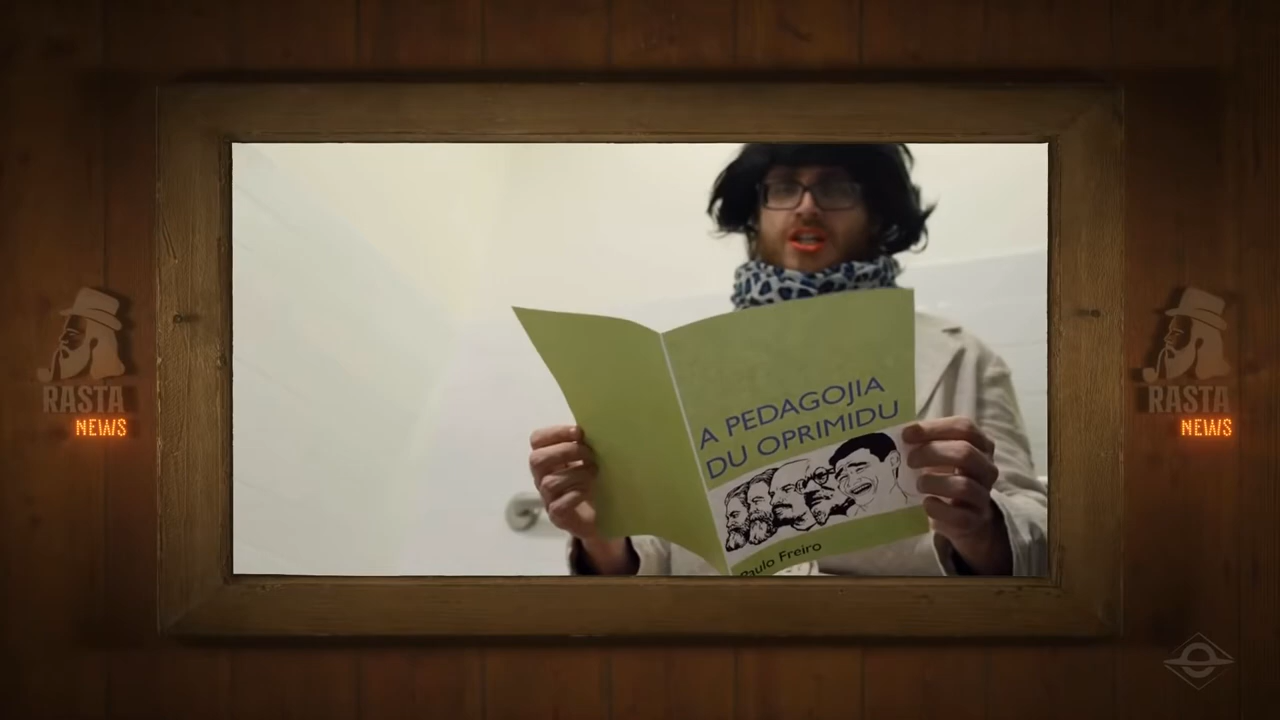 RASTA
NEWS
A PEDAGOJIA
DU OPRIMIDU
Paulo Freiro
RASTA
NEWS